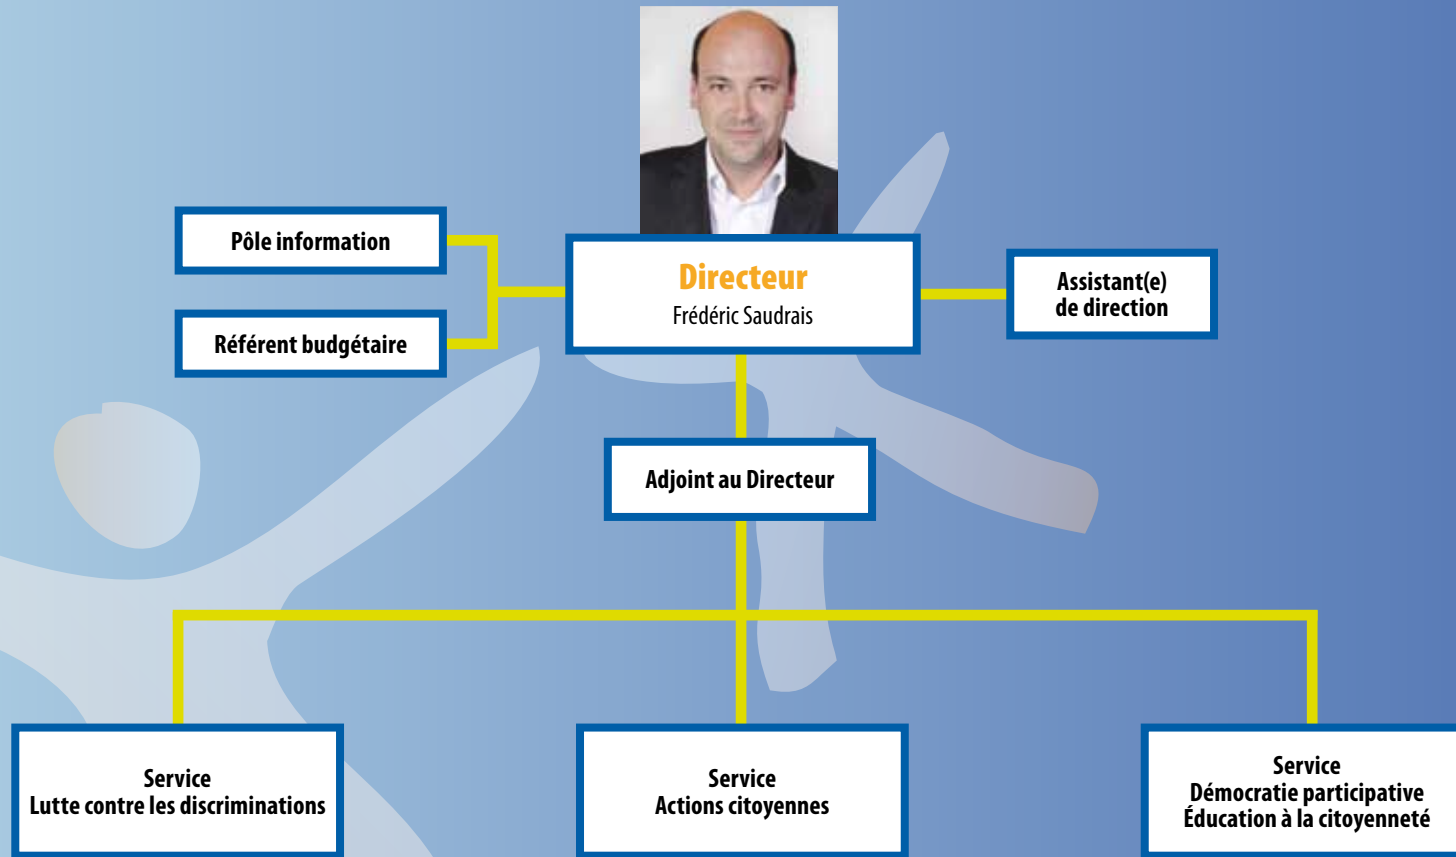 Pôle information
Référent budgétaire
Directeur
Frédéric Saudrais
Assistant(e)
de direction
Adjoint au Directeur
Service
Lutte contre les discriminations
Service
Actions citoyennes
Service
Démocratie participative
Éducation à la citoyenneté